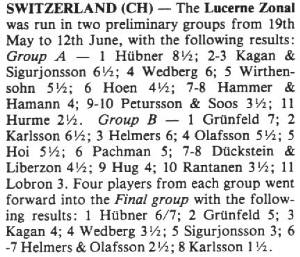 SWITZERLAND (CH) — The Lucerne Zonal
was run in two preliminary groups from 19th
May to 12th June, with the following results:
Group A — 1 Hübner 8½; 2-3 Kagan &
Sigurjonsson 6½; 4 Wedberg 6; 5 Wirthen-
sohn 5½; 6 Hoen 4½; 7-8 Hammer &
Hamann 4; 9-10 Petursson & Soos 3½; 11
Hurme 2½. Group B — 1 Grünfeld 7; 2
Karlsson 6½; 3 Helmers 6; 4 Olafsson 5½; 5
Hoi 5½; 6 Pachman 5; 7-8 Dückstein &
Liberzon 4½; 9 Hug 4; 10 Rantanen 3½; 11
Lobron 3. Four players from each group went
forward into the Final group with the follow-
ing results: 1 Hübner 6/7; 2 Grünfeld 5; 3
Kagan 4; 4 Wedberg 3½; 5 Sigurjonsson 3; 6
-7 Helmers & Olafsson 2½; 8 Karlsson 1½.